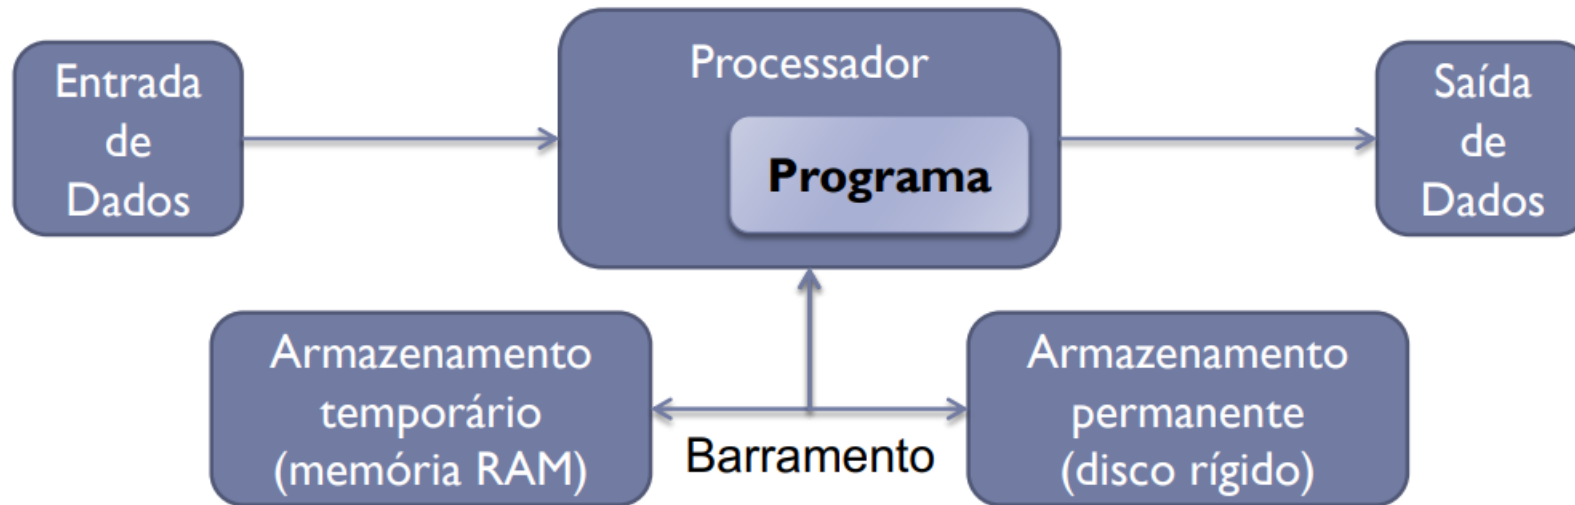 Entrada
de
Dados
Processador
Programa
Saída
de
Dados
Armazenamento
temporário
(memória RAM)
Barramento
Armazenamento
permanente
(disco rígido)